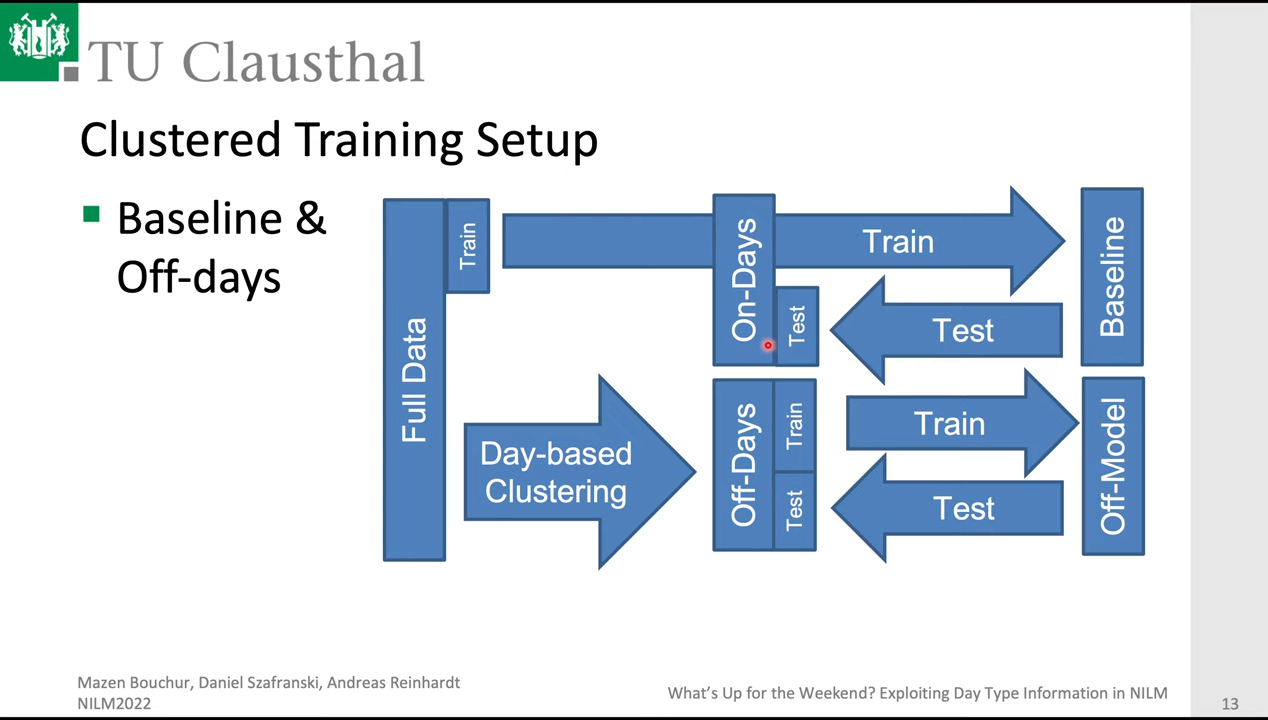 TU Clausthal
Clustered Training Setup
Baseline &
Off-days
Full Data
Train
Day-based
Clustering
On-Days
Test
Off-Days
Train
Test
Train
Test
Train
Test
Baseline
Off-Model
Mazen Bouchur, Daniel Szafranski, Andreas Reinhardt
NILM2022
What's Up for the Weekend? Exploiting Day Type Information in NILM
13